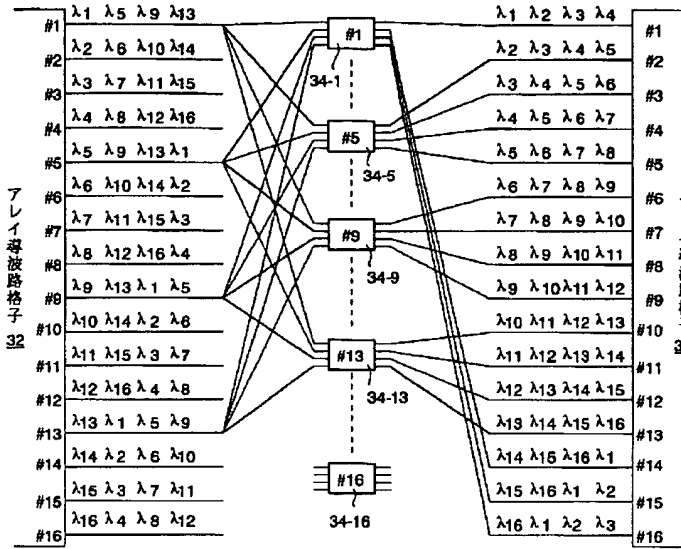 アレイ導波路格子
32
#1 λ1 λ5 λ9 λ13
#2 λ2 λ6 λ10 λ14
#3 λ3 λ7 λ11 λ15
#4 λ4 λ8 λ12 λ16
#5 λ5 λ9 λ13 λ1
#6 λ6 λ10 λ14 λ2
#7 λ7 λ11 λ15 λ3
#8 λ8 λ12 λ16 λ4
#9 λ9 λ13 λ1 λ5
#10 λ10 λ14 λ2 λ6
#11 λ11 λ15 λ3 λ7
#12 λ12 λ16 λ4 λ8
#13 λ13 λ1 λ5 λ9
#14 λ14 λ2 λ6 λ10
#15 λ15 λ3 λ7 λ11
#16 λ16 λ4 λ8 λ12
#1
34-1
#5
34-5
#9
34-9
#13
34-13
#16
34-16
λ1 λ2 λ3 λ4 #1
λ2 λ3 λ4 λ5 #2
λ3 λ4 λ5 λ6 #3
λ4 λ5 λ6 λ7 #4
λ5 λ6 λ7 λ8 #5
λ6 λ7 λ8 λ9 #6
λ7 λ8 λ9 λ10 #7
λ8 λ9 λ10 λ11 #8
λ9 λ10 λ11 λ12 #9
λ10 λ11 λ12 λ13 #10
λ11 λ12 λ13 λ14 #11
λ12 λ13 λ14 λ15 #12
λ13 λ14 λ15 λ16 #13
λ14 λ15 λ16 λ1 #14
λ15 λ16 λ1 λ2 #15
λ16 λ1 λ2 λ3 #16